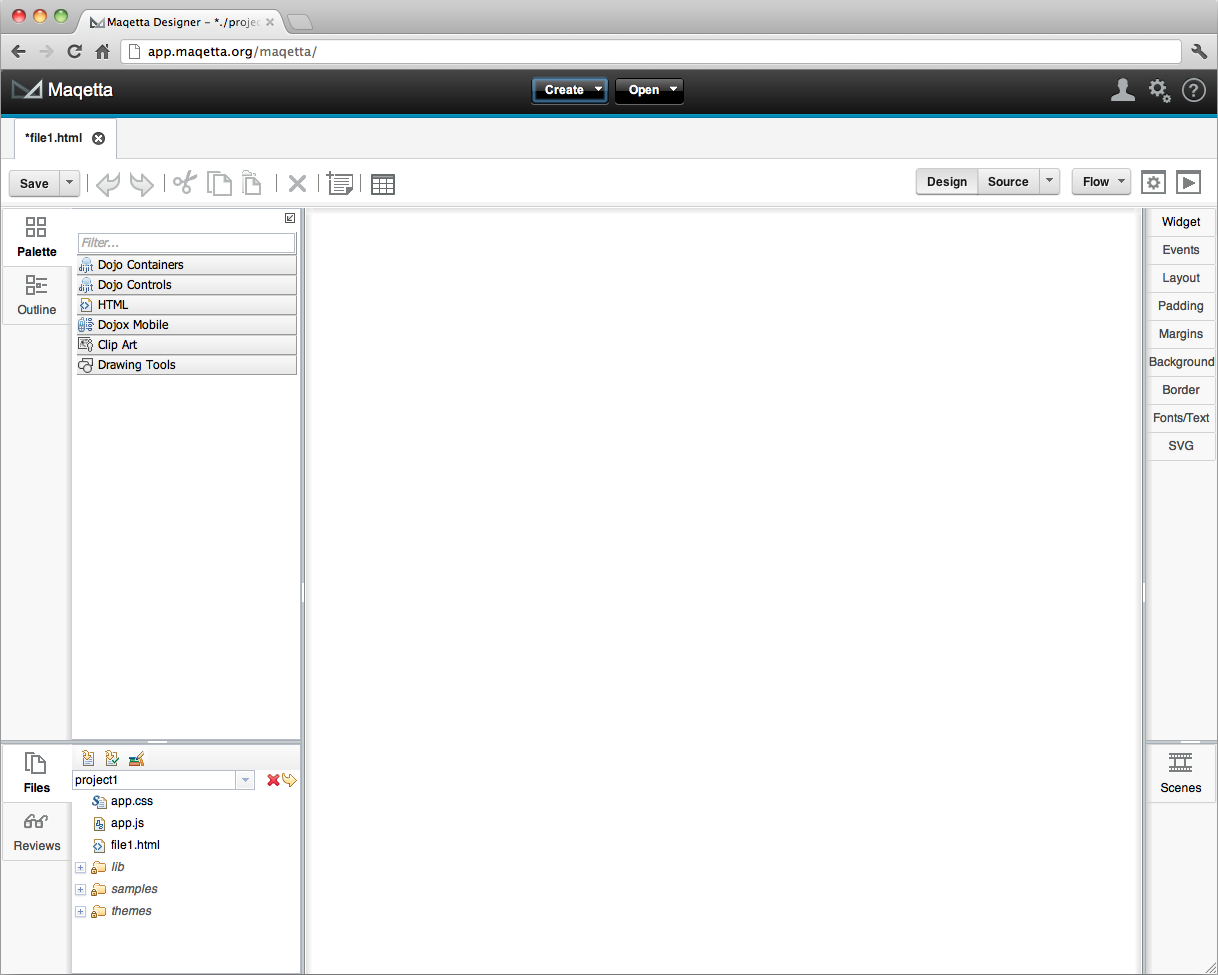 Maqetta Designer – *./projec
app.maqetta.org/maqetta/
Maqetta
Create
Open
?
*file1.html
Save
Design
Source
Flow
Palette
Outline
Filter...
dijit Dojo Containers
dijit Dojo Controls
HTML
Dojox Mobile
Clip Art
Drawing Tools
Widget
Events
Layout
Padding
Margins
Background
Border
Fonts/Text
SVG
Files
Reviews
project1
app.css
app.js
file1.html
lib
samples
themes
Scenes